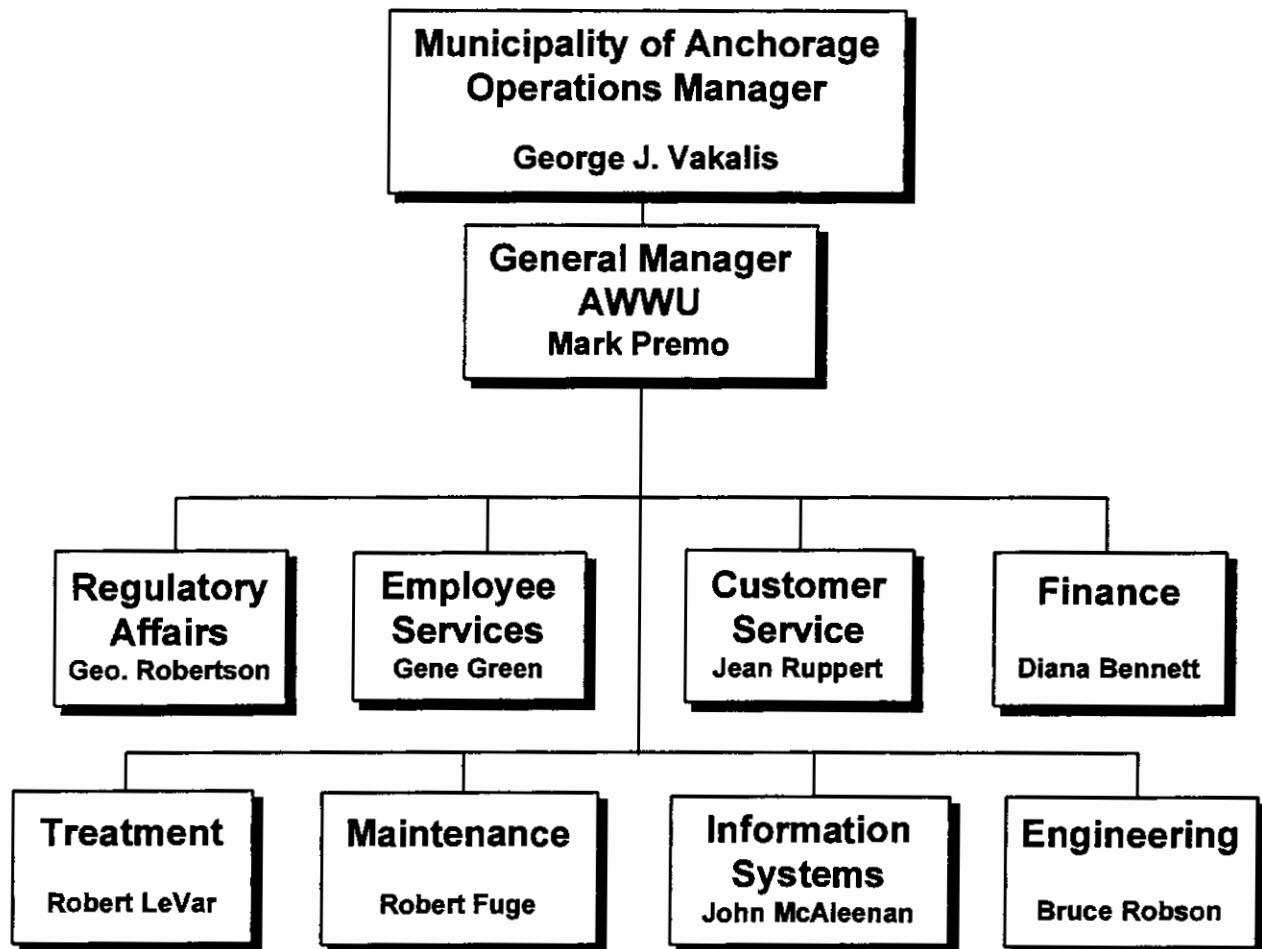 Municipality of Anchorage
Operations Manager
George J. Vakalis
General Manager
AWWU
Mark Premo
Regulatory
Affairs
Geo. Robertson
Employee
Services
Gene Green
Customer
Service
Jean Ruppert
Finance
Diana Bennett
Treatment
Robert LeVar
Maintenance
Robert Fuge
Information
Systems
John McAleenan
Engineering
Bruce Robson